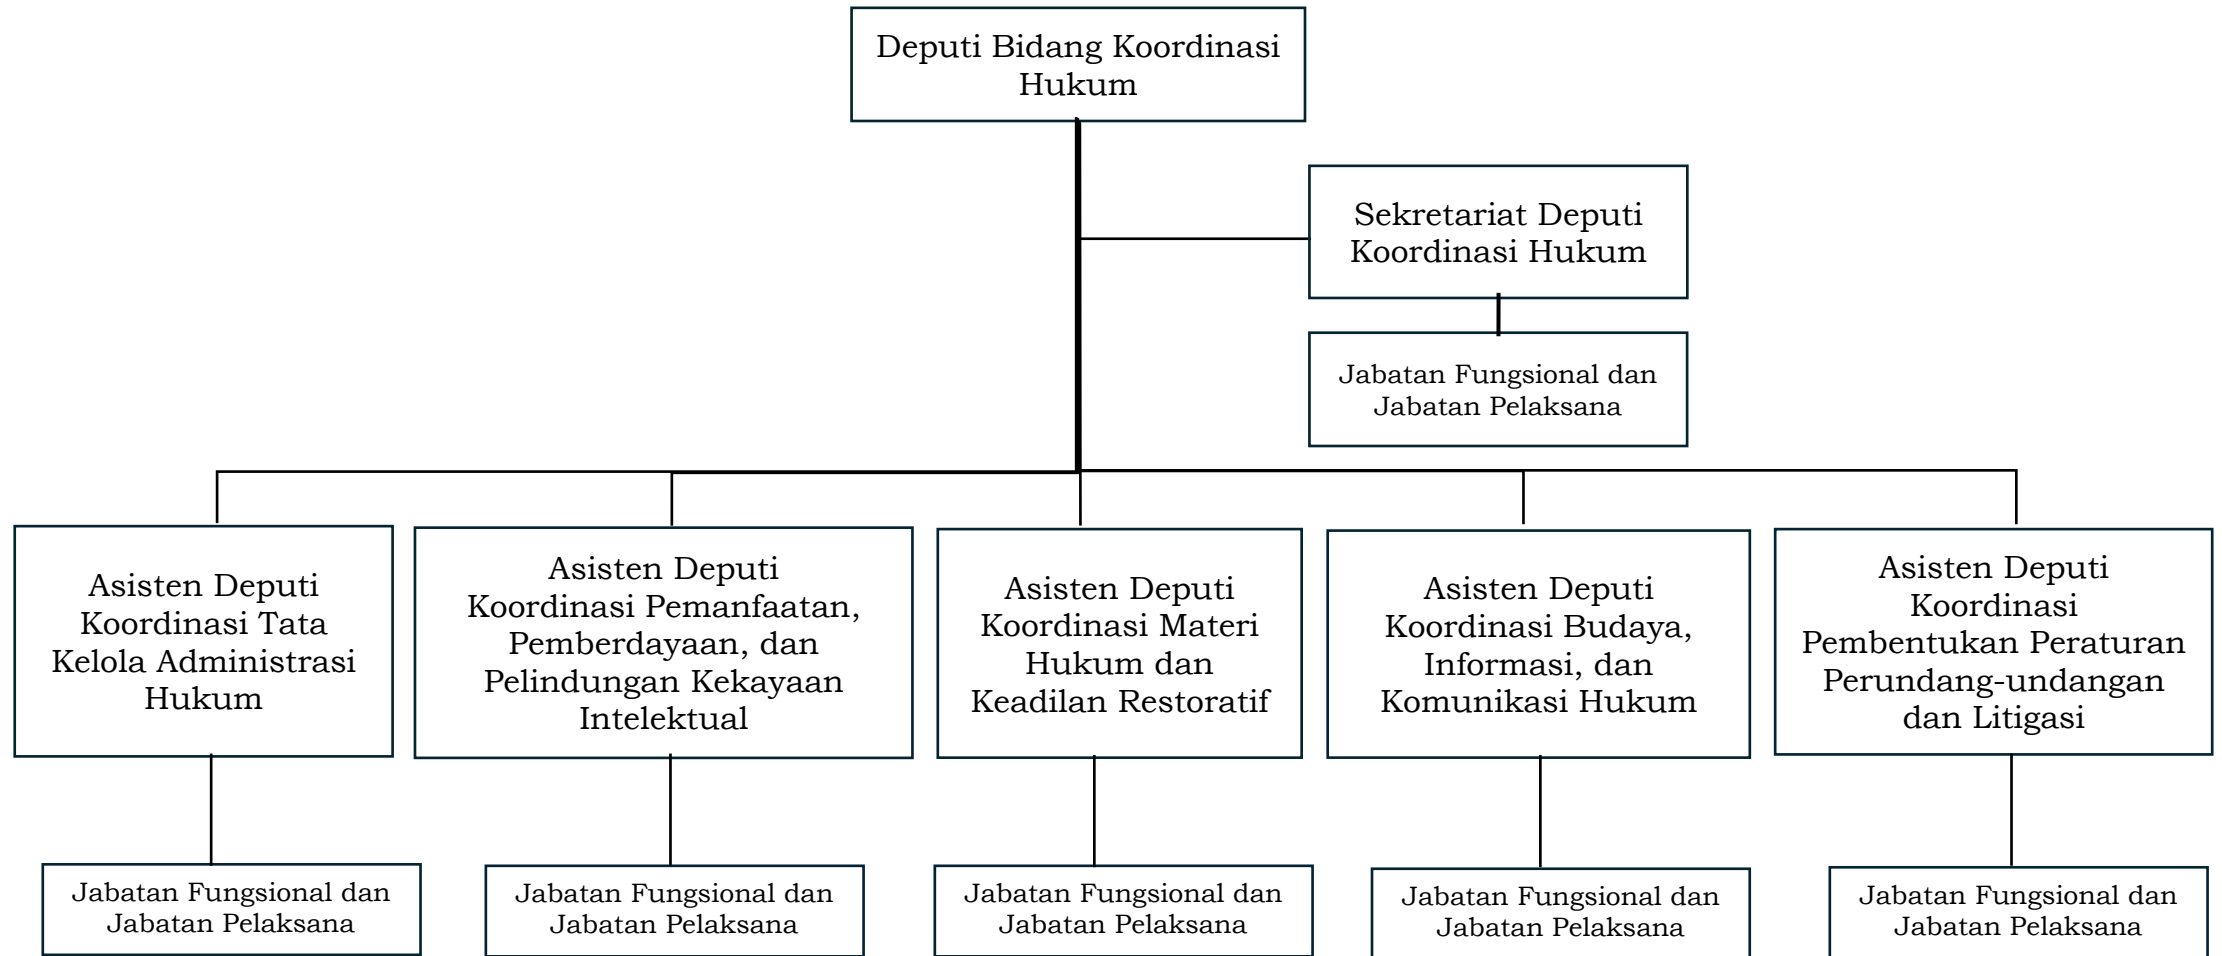 Deputi Bidang Koordinasi
Hukum
Sekretariat Deputi
Koordinasi Hukum
Jabatan Fungsional dan
Jabatan Pelaksana
Asisten Deputi
Koordinasi Tata
Kelola Administrasi
Hukum
Asisten Deputi
Koordinasi Pemanfaatan,
Pemberdayaan, dan
Pelindungan Kekayaan
Intelektual
Asisten Deputi
Koordinasi Materi
Hukum dan
Keadilan Restoratif
Asisten Deputi
Koordinasi Budaya,
Informasi, dan
Komunikasi Hukum
Asisten Deputi
Koordinasi
Pembentukan Peraturan
Perundang-undangan
dan Litigasi
Jabatan Fungsional dan
Jabatan Pelaksana
Jabatan Fungsional dan
Jabatan Pelaksana
Jabatan Fungsional dan
Jabatan Pelaksana
Jabatan Fungsional dan
Jabatan Pelaksana
Jabatan Fungsional dan
Jabatan Pelaksana